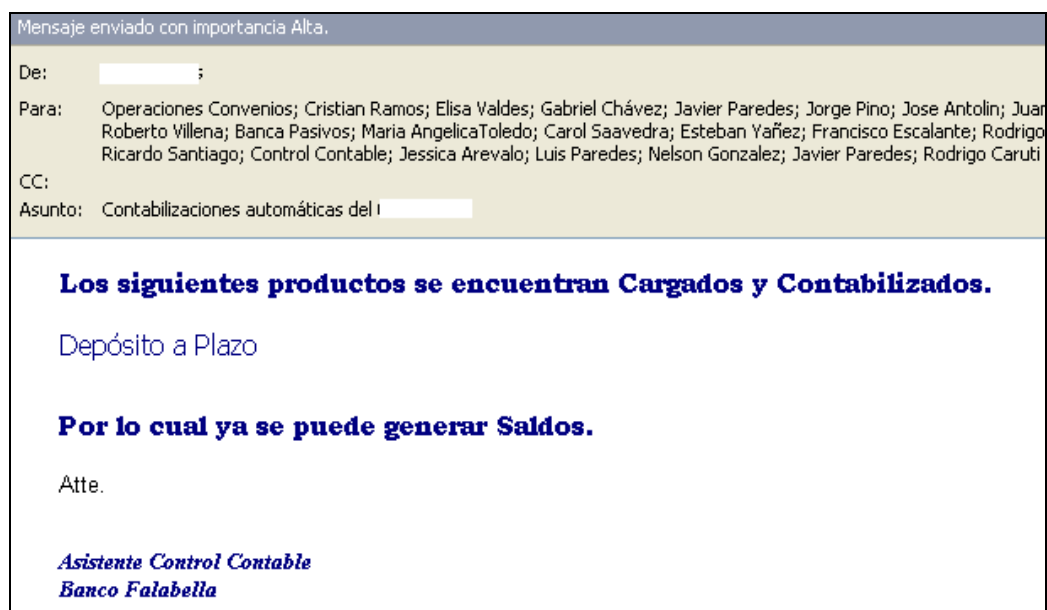 Mensaje enviado con importancia Alta.
De:
Para: Operaciones Convenios; Cristian Ramos; Elisa Valdes; Gabriel Chávez; Javier Paredes; Jorge Pino; Jose Antolin; Juar
Roberto Villena; Banca Pasivos; Maria AngelicaToledo; Carol Saavedra; Esteban Yañez; Francisco Escalante; Rodrigo
Ricardo Santiago; Control Contable; Jessica Arevalo; Luis Paredes; Nelson Gonzalez; Javier Paredes; Rodrigo Caruti
CC:
Asunto: Contabilizaciones automáticas del
Los siguientes productos se encuentran Cargados y Contabilizados.
Depósito a Plazo
Por lo cual ya se puede generar Saldos.
Atte.
Asistente Control Contable
Banco Falabella